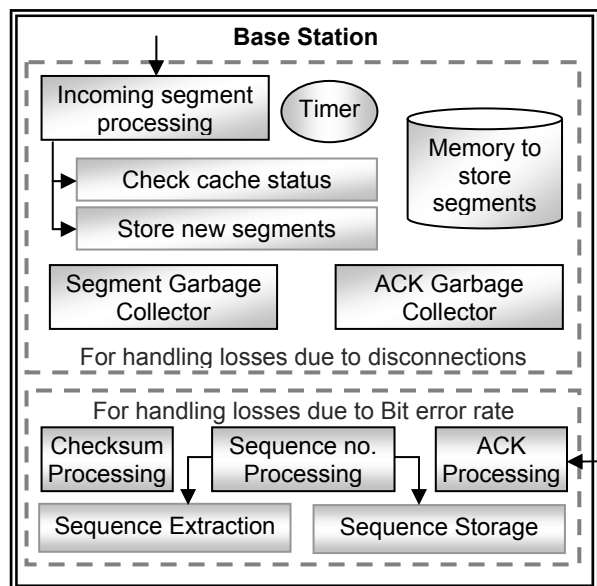 Base Station
Incoming segment
processing
Timer
Memory to
store
segments
Check cache status
Store new segments
Segment Garbage
Collector
ACK Garbage
Collector
For handling losses due to disconnections
For handling losses due to Bit error rate
Checksum
Processing
Sequence no.
Processing
ACK
Processing
Sequence Extraction
Sequence Storage